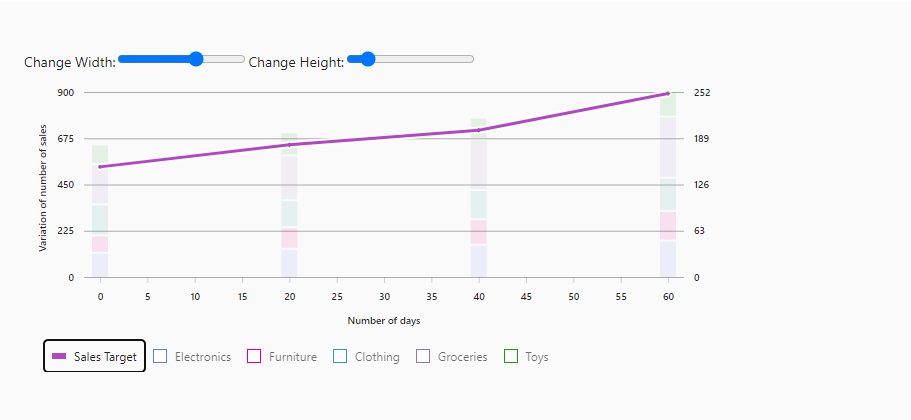 Change Width: Change Height:
900 252
675 189
450 126
225 63
0 0
Variation of number of sales
0 5 10 15 20 25 30 35 40 45 50 55 60
Number of days
Sales Target Electronics Furniture Clothing Groceries Toys